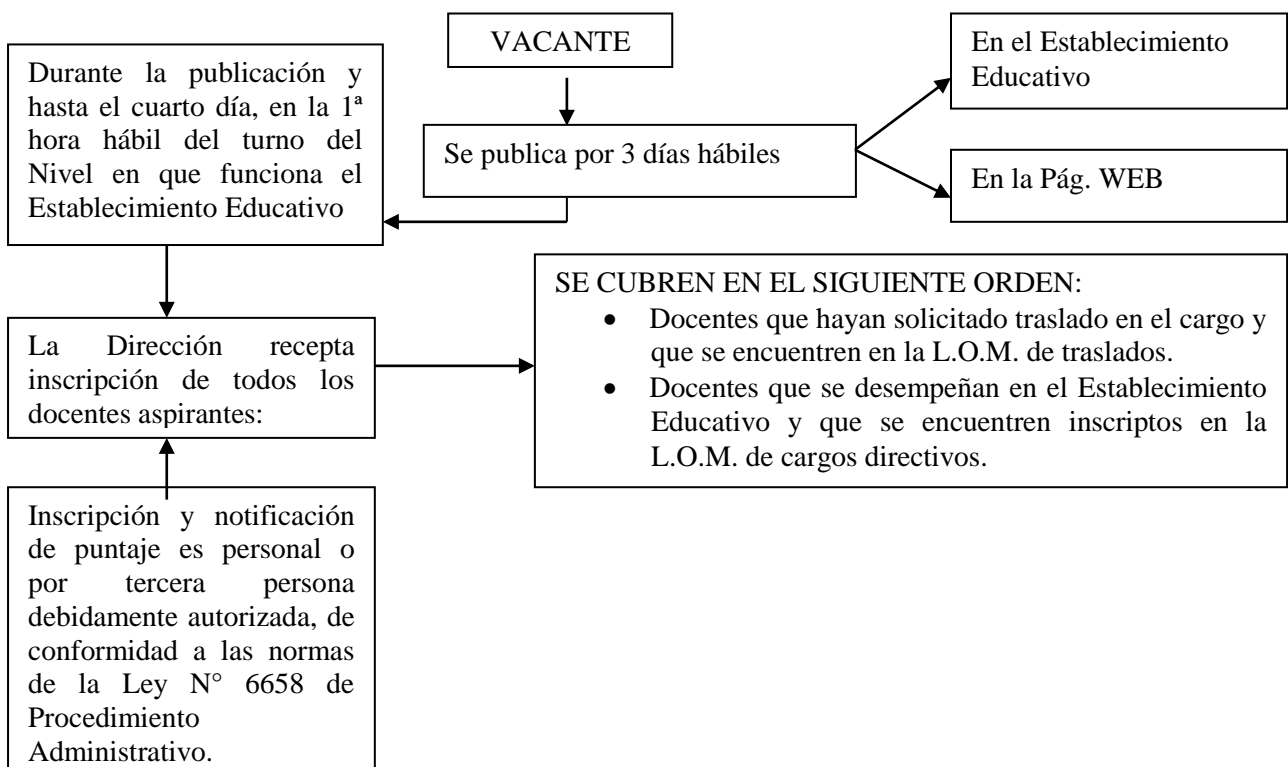 VACANTE
Se publica por 3 días hábiles
En el Establecimiento
Educativo
En la Pág. WEB
Durante la publicación y
hasta el cuarto día, en la 1ª
hora hábil del turno del
Nivel en que funciona el
Establecimiento Educativo
La Dirección recepta
inscripción de todos los
docentes aspirantes:
Inscripción y notificación
de puntaje es personal o
por tercera persona
debidamente autorizada, de
conformidad a las normas
de la Ley N° 6658 de
Procedimiento
Administrativo.
SE CUBREN EN EL SIGUIENTE ORDEN:
• Docentes que hayan solicitado traslado en el cargo y
que se encuentren en la L.O.M. de traslados.
• Docentes que se desempeñan en el Establecimiento
Educativo y que se encuentren inscriptos en la
L.O.M. de cargos directivos.